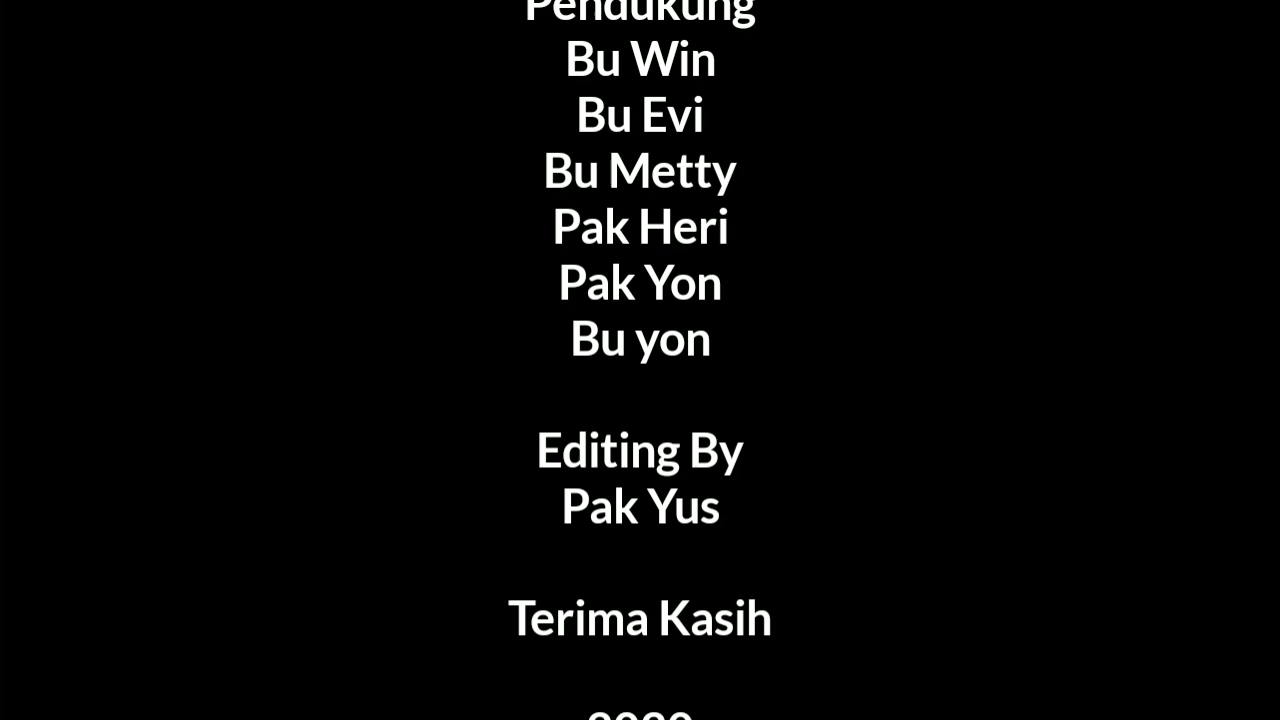 Pendukung
Bu Win
Bu Evi
Bu Metty
Pak Heri
Pak Yon
Bu yon
Editing By
Pak Yus
Terima Kasih